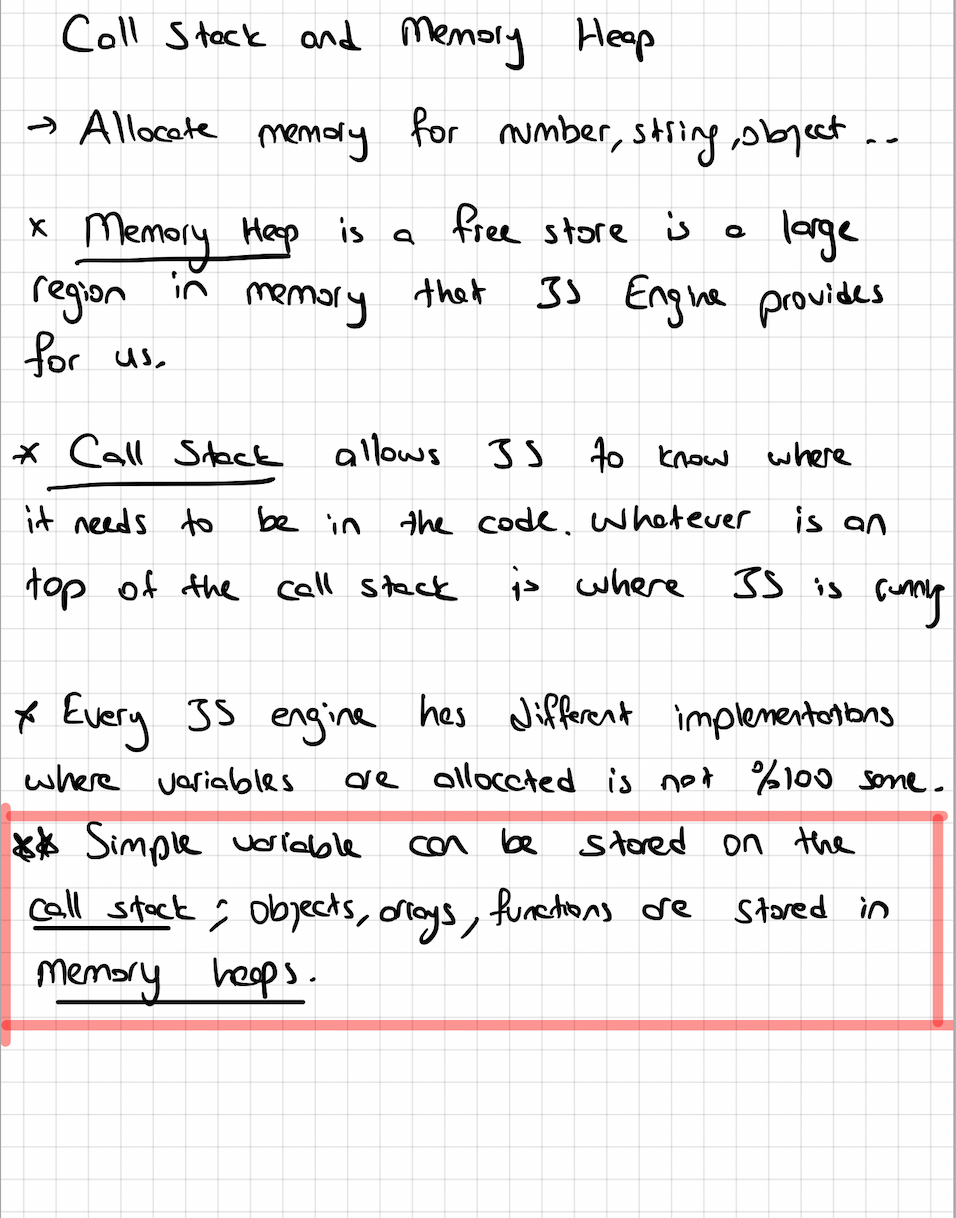 Call Stack and Memory Heap
→ Allocate memory for number, string, object ..
* Memory Heap is a free store is a large
region in memory that JS Engine provides
for us.
* Call Stack allows JS to know where
it needs to be in the code. Whatever is on
top of the call stack is where JS is
* Every JS engine has different implementations
where variables are allocated is not %100 same.
** Simple variable can be stored on the
call stack ; objects, arrays, functions are stored in
memory heaps.